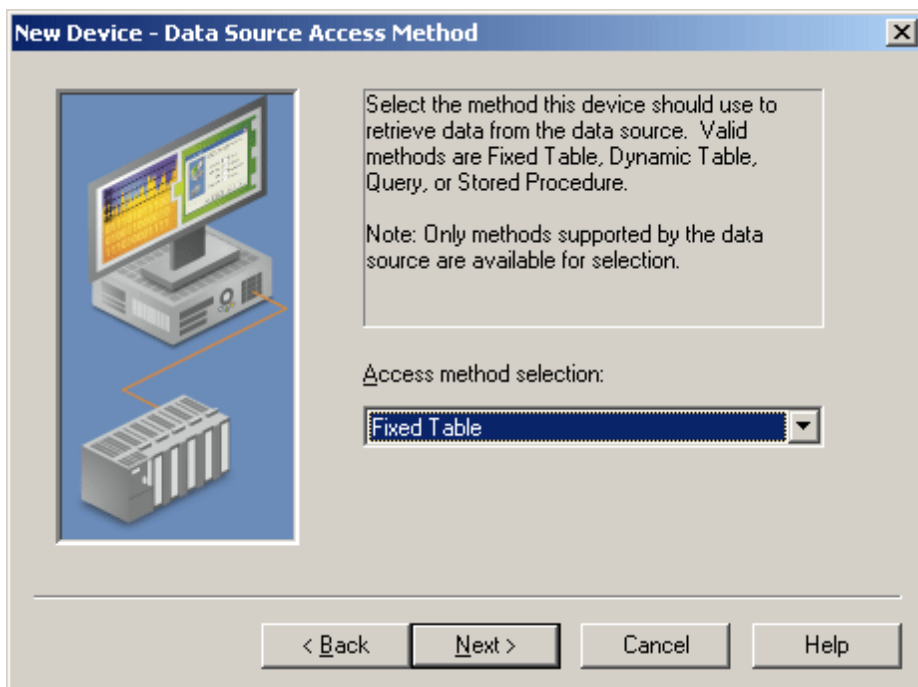 New Device - Data Source Access Method
Select the method this device should use to
retrieve data from the data source.  Valid
methods are Fixed Table, Dynamic Table,
Query, or Stored Procedure.
Note: Only methods supported by the data
source are available for selection.
Access method selection:
Fixed Table
< Back
Next >
Cancel
Help